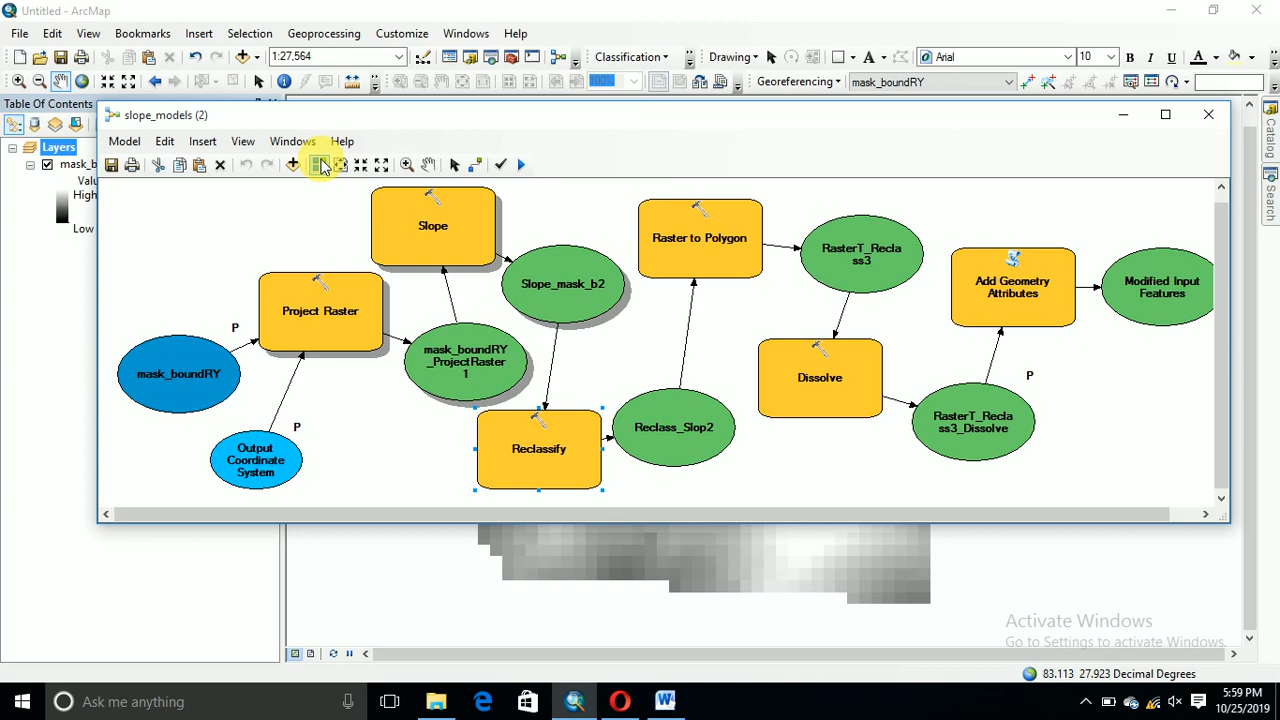 Untitled - ArcMap
File Edit View Bookmarks Insert Selection Geoprocessing Customize Windows Help
1:27,564 Classification Drawing A Arial 10 B I U A
100% Georeferencing mask_boundRY
Table Of Contents
slope_models (2)
Layers
Model Edit Insert View Windows Help
mask_b
Valu
High
Low
Slope
Raster to Polygon
RasterT_Recla
ss3
Add Geometry
Attributes
Modified Input
Features
Slope_mask_b2
Project Raster
P
mask_boundRY
mask_boundRY
_ProjectRaster
1
Dissolve
P
RasterT_Recla
ss3_Dissolve
P
Output
Coordinate
System
Reclassify
Reclass_Slop2
Catalog
Search
Activate Windows
Go to Settings to activate Windows.
83.113 27.923 Decimal Degrees
Ask me anything
5:59 PM
10/25/2019